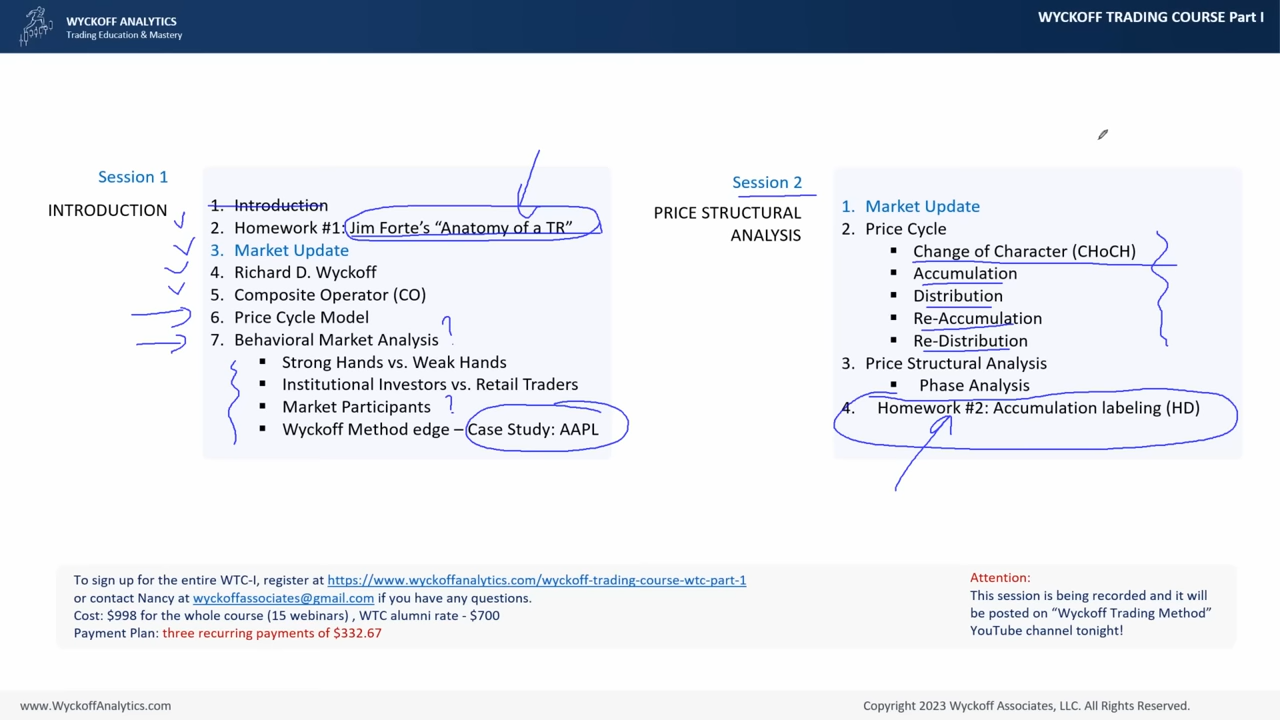 WYCKOFF ANALYTICS
Trading Education & Mastery
WYCKOFF TRADING COURSE Part I
Session 1
INTRODUCTION
1. Introduction
2. Homework #1: Jim Forte's “Anatomy of a TR”
3. Market Update
4. Richard D. Wyckoff
5. Composite Operator (CO)
6. Price Cycle Model
7. Behavioral Market Analysis ?
▪ Strong Hands vs. Weak Hands
▪ Institutional Investors vs. Retail Traders
▪ Market Participants ?
▪ Wyckoff Method edge – Case Study: AAPL
Session 2
PRICE STRUCTURAL
ANALYSIS
1. Market Update
2. Price Cycle
▪ Change of Character (CHoCH)
▪ Accumulation
▪ Distribution
▪ Re-Accumulation
▪ Re-Distribution
3. Price Structural Analysis
▪ Phase Analysis
4. Homework #2: Accumulation labeling (HD)
To sign up for the entire WTC-I, register at https://www.wyckoffanalytics.com/wyckoff-trading-course-wtc-part-1
or contact Nancy at wyckoffassociates@gmail.com if you have any questions.
Cost: $998 for the whole course (15 webinars) , WTC alumni rate - $700
Payment Plan: three recurring payments of $332.67
Attention:
This session is being recorded and it will
be posted on “Wyckoff Trading Method”
YouTube channel tonight!
www.WyckoffAnalytics.com
Copyright 2023 Wyckoff Associates, LLC. All Rights Reserved.